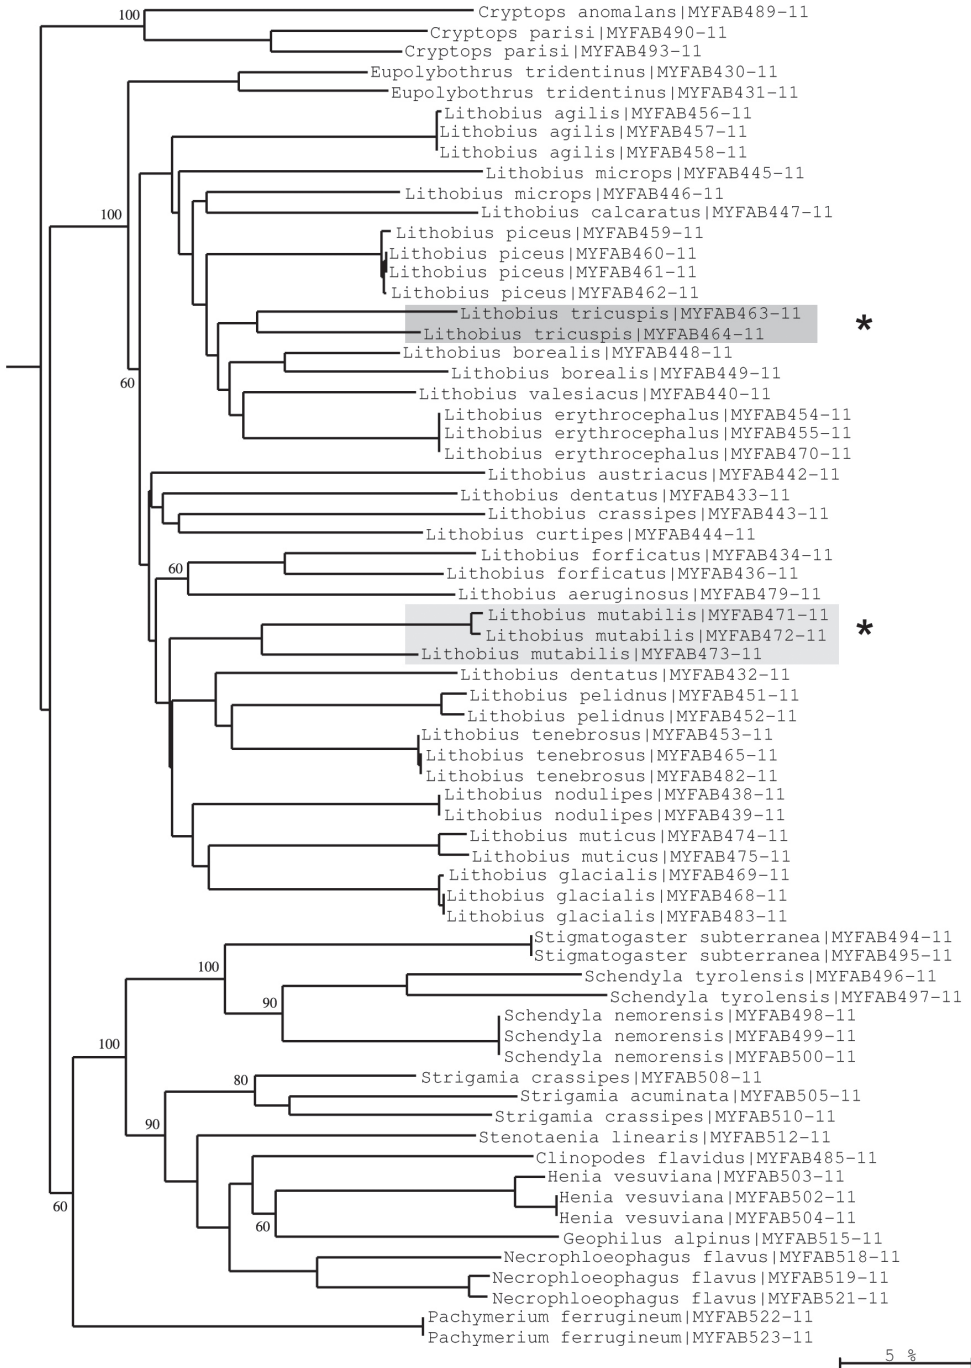 Cryptops anomalans|MYFAB489-11
100
Cryptops parisi|MYFAB490-11
Cryptops parisi|MYFAB493-11
Eupolybothrus tridentinus|MYFAB430-11
Eupolybothrus tridentinus|MYFAB431-11
Lithobius agilis|MYFAB456-11
Lithobius agilis|MYFAB457-11
Lithobius agilis|MYFAB458-11
Lithobius microps|MYFAB445-11
Lithobius microps|MYFAB446-11
100
Lithobius calcaratus|MYFAB447-11
Lithobius piceus|MYFAB459-11
Lithobius piceus|MYFAB460-11
Lithobius piceus|MYFAB461-11
Lithobius piceus|MYFAB462-11
Lithobius tricuspis|MYFAB463-11
*
Lithobius tricuspis|MYFAB464-11
Lithobius borealis|MYFAB448-11
Lithobius borealis|MYFAB449-11
60
Lithobius valesiacus|MYFAB440-11
Lithobius erythrocephalus|MYFAB454-11
Lithobius erythrocephalus|MYFAB455-11
Lithobius erythrocephalus|MYFAB470-11
Lithobius austriacus|MYFAB442-11
Lithobius dentatus|MYFAB433-11
Lithobius crassipes|MYFAB443-11
Lithobius curtipes|MYFAB444-11
Lithobius forficatus|MYFAB434-11
60
Lithobius forficatus|MYFAB436-11
Lithobius aeruginosus|MYFAB479-11
Lithobius mutabilis|MYFAB471-11
*
Lithobius mutabilis|MYFAB472-11
Lithobius mutabilis|MYFAB473-11
Lithobius dentatus|MYFAB432-11
Lithobius pelidnus|MYFAB451-11
Lithobius pelidnus|MYFAB452-11
Lithobius tenebrosus|MYFAB453-11
Lithobius tenebrosus|MYFAB465-11
Lithobius tenebrosus|MYFAB482-11
Lithobius nodulipes|MYFAB438-11
Lithobius nodulipes|MYFAB439-11
Lithobius muticus|MYFAB474-11
Lithobius muticus|MYFAB475-11
Lithobius glacialis|MYFAB469-11
Lithobius glacialis|MYFAB468-11
Lithobius glacialis|MYFAB483-11
Stigmatogaster subterranea|MYFAB494-11
Stigmatogaster subterranea|MYFAB495-11
100
Schendyla tyrolensis|MYFAB496-11
Schendyla tyrolensis|MYFAB497-11
90
Schendyla nemorensis|MYFAB498-11
Schendyla nemorensis|MYFAB499-11
100
Schendyla nemorensis|MYFAB500-11
Strigamia crassipes|MYFAB508-11
80
Strigamia acuminata|MYFAB505-11
Strigamia crassipes|MYFAB510-11
90
Stenotaenia linearis|MYFAB512-11
Clinopodes flavidus|MYFAB485-11
Henia vesuviana|MYFAB503-11
Henia vesuviana|MYFAB502-11
60
Henia vesuviana|MYFAB504-11
60
Geophilus alpinus|MYFAB515-11
Necrophloeophagus flavus|MYFAB518-11
Necrophloeophagus flavus|MYFAB519-11
Necrophloeophagus flavus|MYFAB521-11
Pachymerium ferrugineum|MYFAB522-11
Pachymerium ferrugineum|MYFAB523-11
5 %